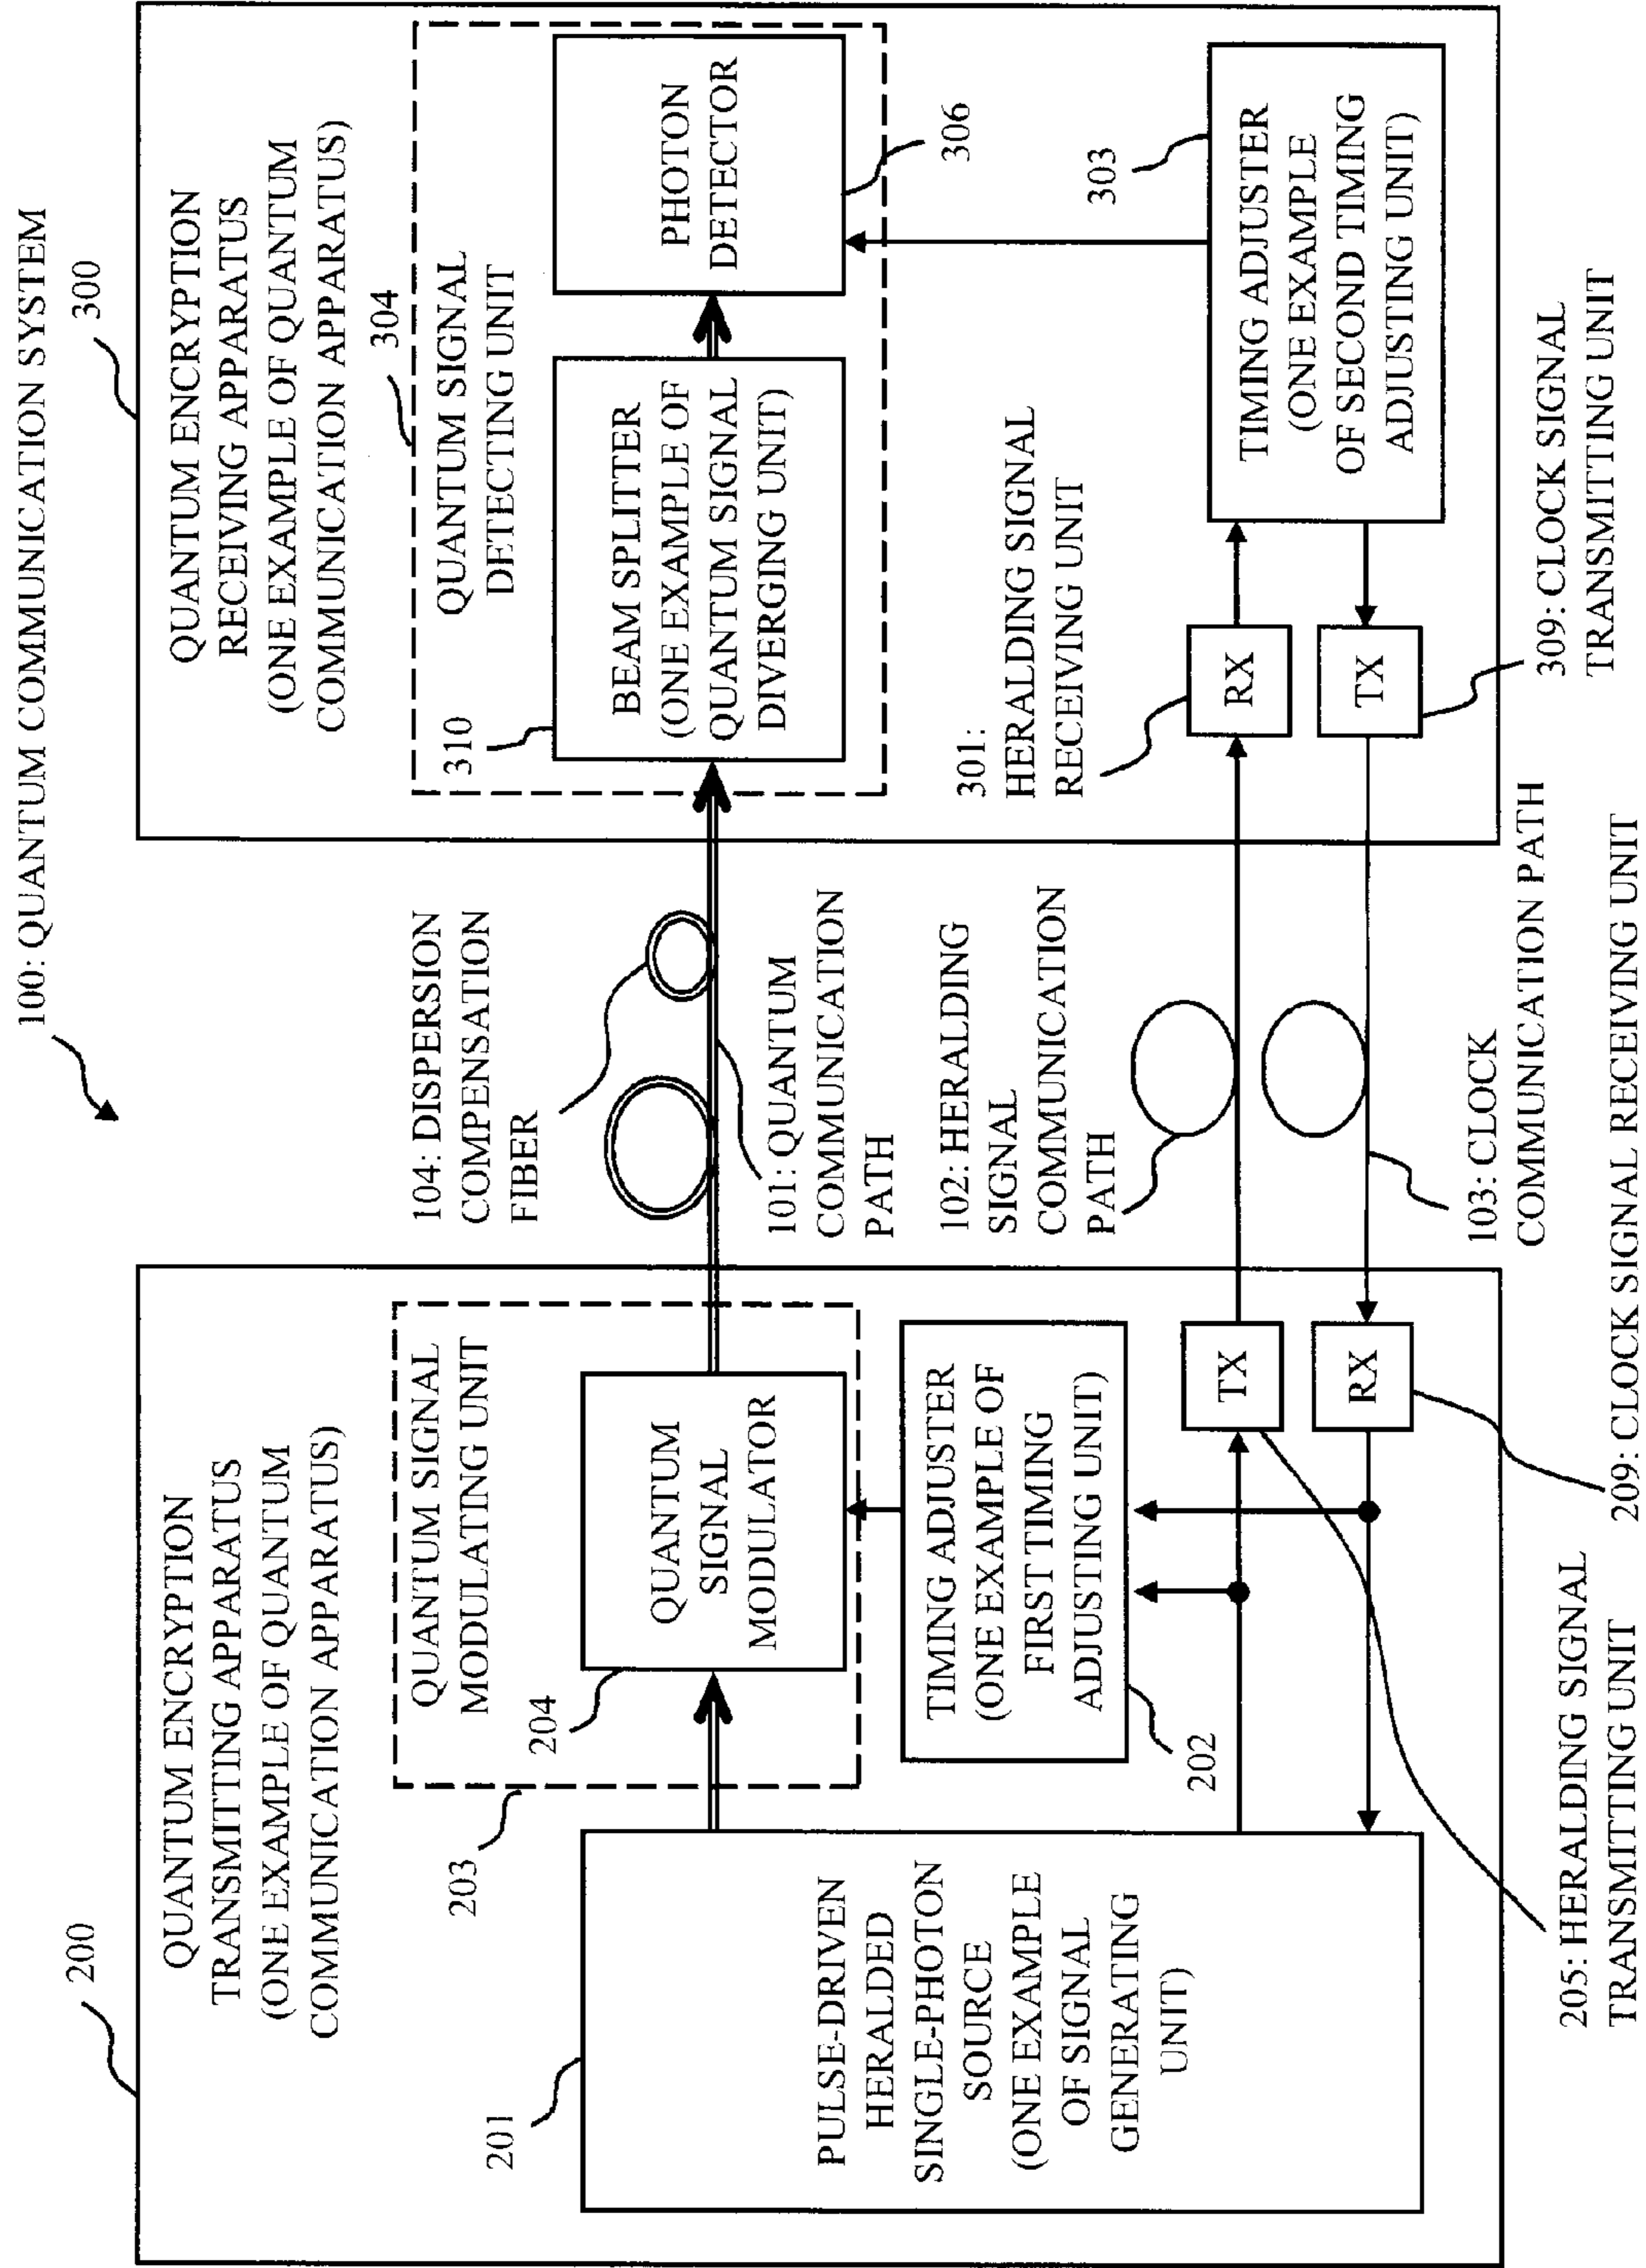 100: QUANTUM COMMUNICATION SYSTEM
200
QUANTUM ENCRYPTION
TRANSMITTING APPARATUS
(ONE EXAMPLE OF QUANTUM
COMMUNICATION APPARATUS)
201
PULSE-DRIVEN
HERALDED
SINGLE-PHOTON
SOURCE
(ONE EXAMPLE
OF SIGNAL
GENERATING
UNIT)
203
QUANTUM SIGNAL
MODULATING UNIT
204
QUANTUM
SIGNAL
MODULATOR
TIMING ADJUSTER
(ONE EXAMPLE OF
FIRST TIMING
ADJUSTING UNIT)
202
TX
RX
205: HERALDING SIGNAL
TRANSMITTING UNIT
209: CLOCK SIGNAL RECEIVING UNIT
104: DISPERSION
COMPENSATION
FIBER
101: QUANTUM
COMMUNICATION
PATH
102: HERALDING
SIGNAL
COMMUNICATION
PATH
103: CLOCK
COMMUNICATION PATH
300
QUANTUM ENCRYPTION
RECEIVING APPARATUS
(ONE EXAMPLE OF QUANTUM
COMMUNICATION APPARATUS)
304
QUANTUM SIGNAL
DETECTING UNIT
310
BEAM SPLITTER
(ONE EXAMPLE OF
QUANTUM SIGNAL
DIVERGING UNIT)
PHOTON
DETECTOR
306
301:
HERALDING SIGNAL
RECEIVING UNIT
RX
TX
303
TIMING ADJUSTER
(ONE EXAMPLE
OF SECOND TIMING
ADJUSTING UNIT)
309: CLOCK SIGNAL
TRANSMITTING UNIT